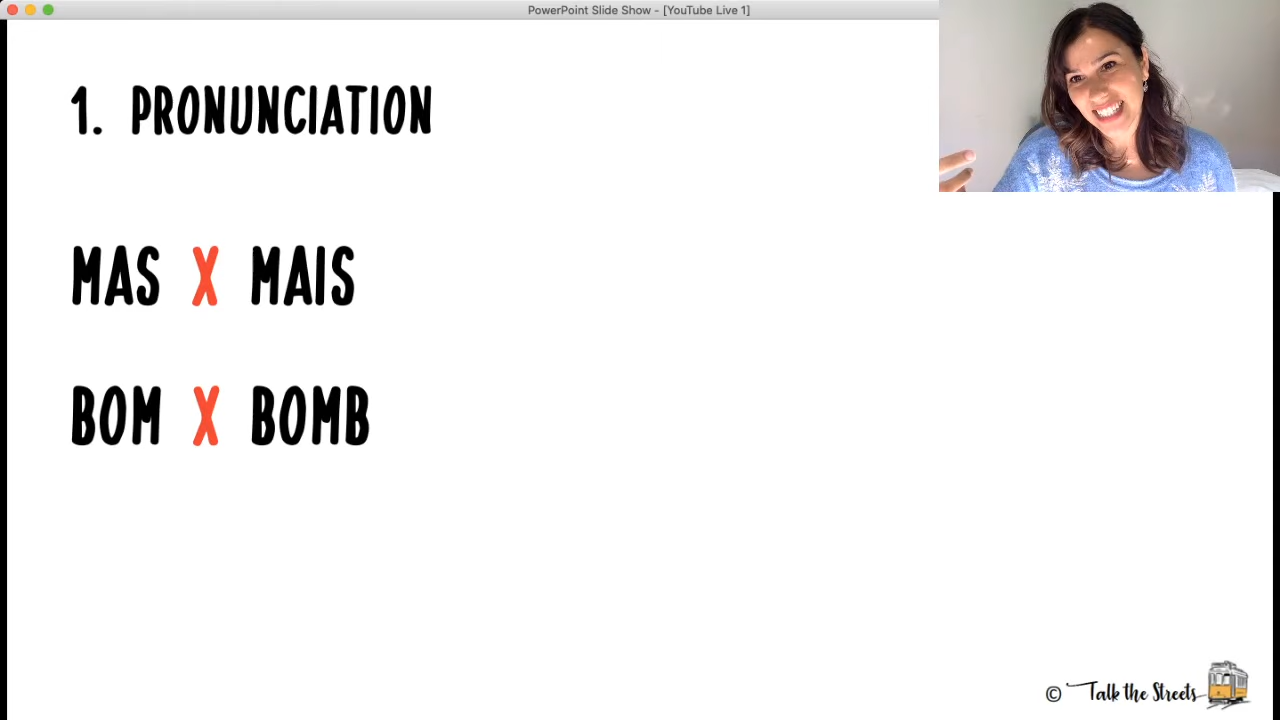 PowerPoint Slide Show - [YouTube Live 1]
1. PRONUNCIATION
MAS X MAIS
BOM X BOMB
© Talk the Streets